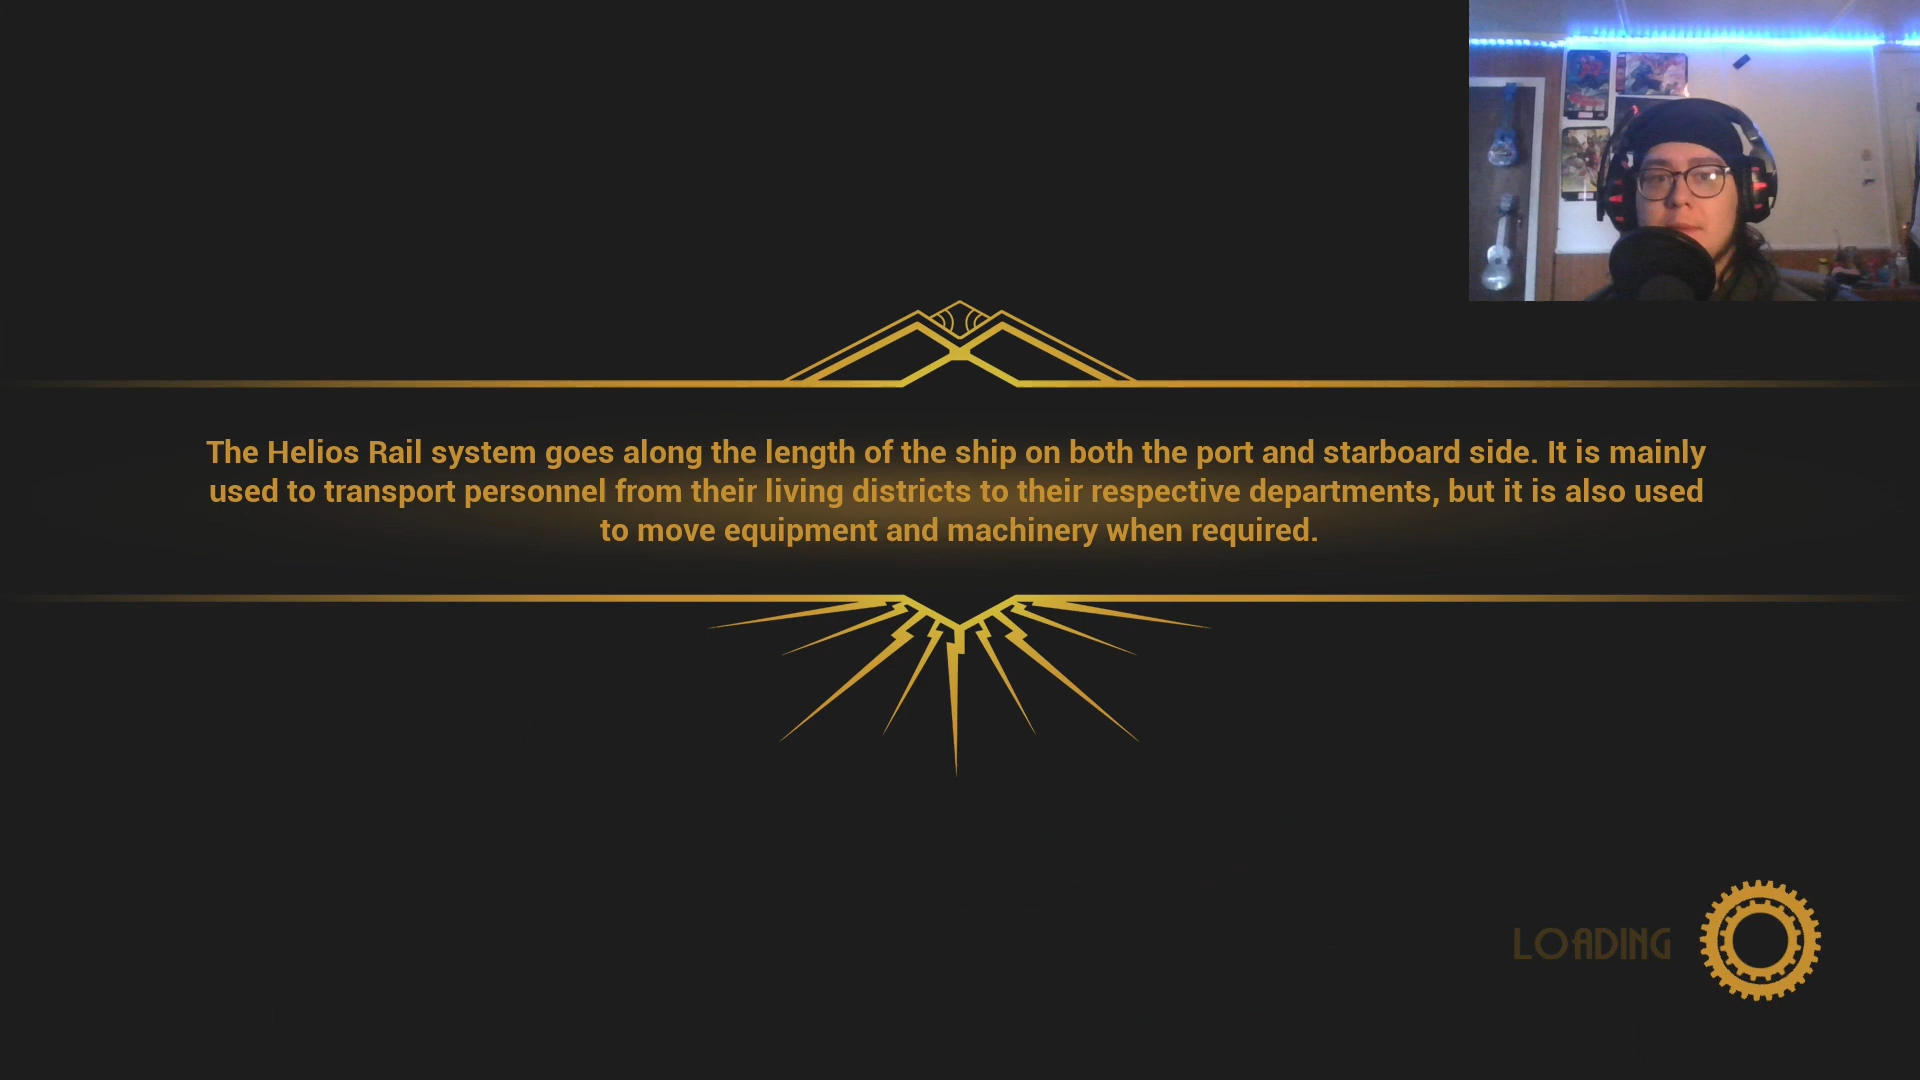 The Helios Rail system goes along the length of the ship on both the port and starboard side. It is mainly
used to transport personnel from their living districts to their respective departments, but it is also used
to move equipment and machinery when required.
LOADING